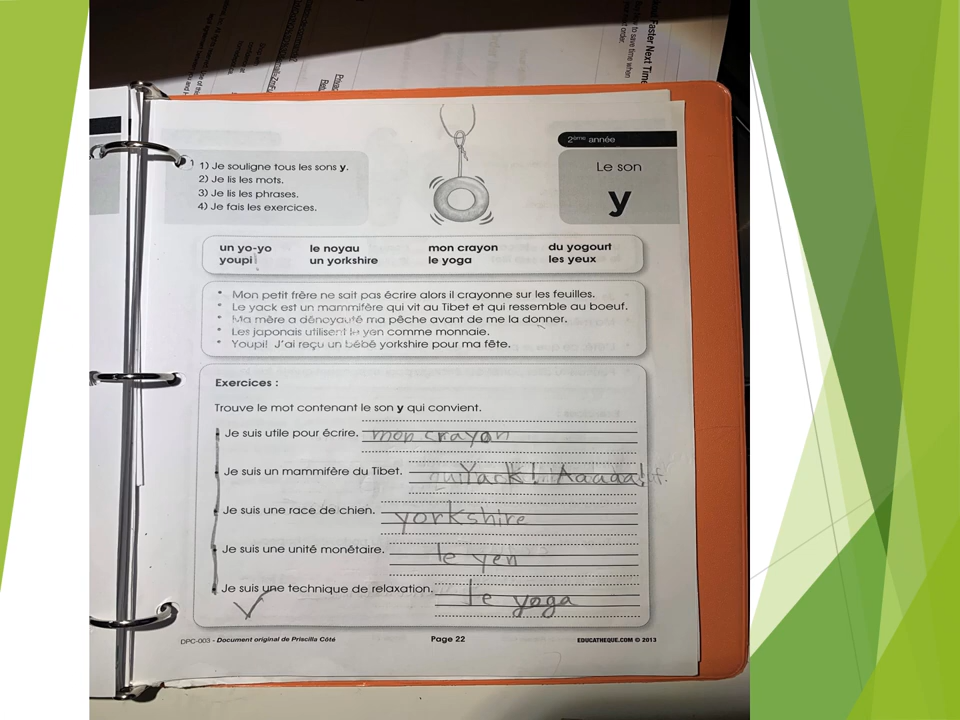 Faster Next Time
2ème année
Le son
y
1) Je souligne tous les sons y.
2) Je lis les mots.
3) Je lis les phrases.
4) Je fais les exercices.
un yo-yo le noyau mon crayon du yogourt
youpi un yorkshire le yoga les yeux
* Mon petit frère ne sait pas écrire alors il crayonne sur les feuilles.
* Le yack est un mammifère qui vit au Tibet et qui ressemble au boeuf.
* Ma mère a dénoyauté ma pêche avant de me la donner.
* Les japonais utilisent le yen comme monnaie.
* Youpi! J'ai reçu un bébé yorkshire pour ma fête.
Exercices :
Trouve le mot contenant le son y qui convient.
Je suis utile pour écrire. mon crayon
Je suis un mammifère du Tibet. Yack! Aaaaaa!
Je suis une race de chien. yorkshire
Je suis une unité monétaire. le yen
Je suis une technique de relaxation. le yoga
DPC-003 - Document original de Priscilla Côté Page 22 EDUCATHEQUE.COM © 2013